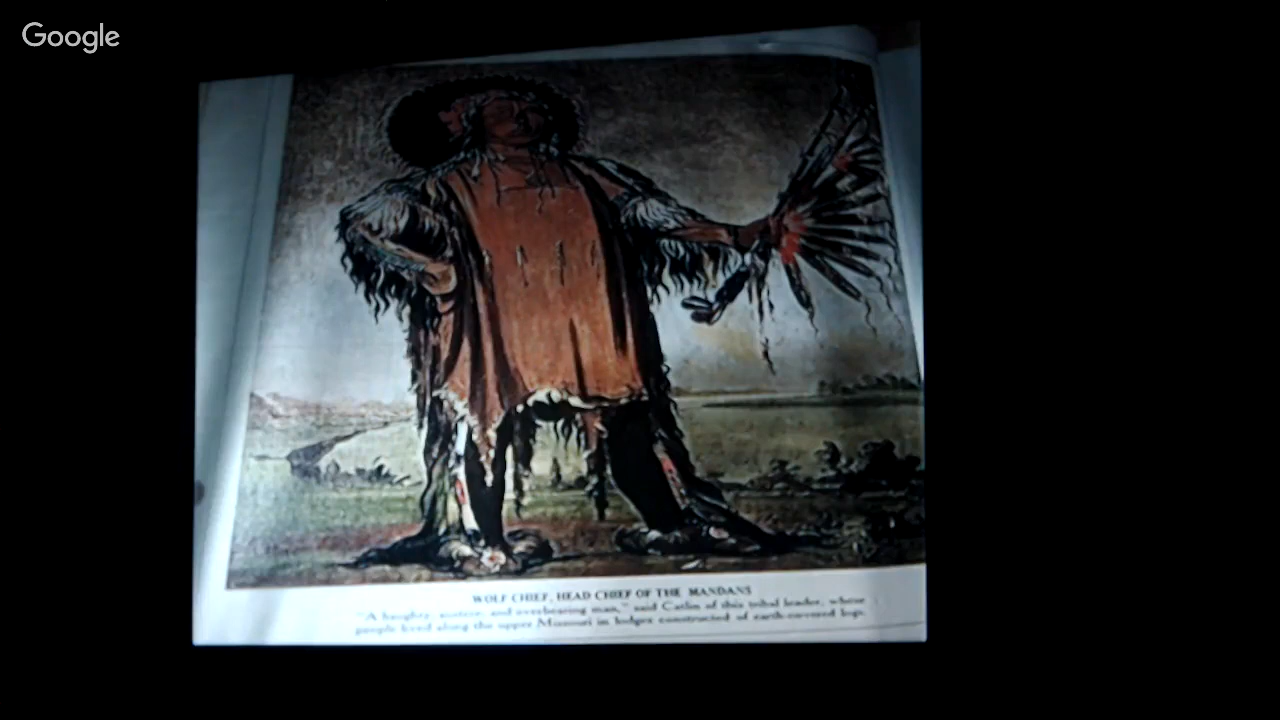 Google
WOLF CHIEF, HEAD CHIEF OF THE MANDANS
"A haughty, austere, and overbearing man," said Catlin of this tribal leader, whose
people lived along the upper Missouri in lodges constructed of earth-covered logs.